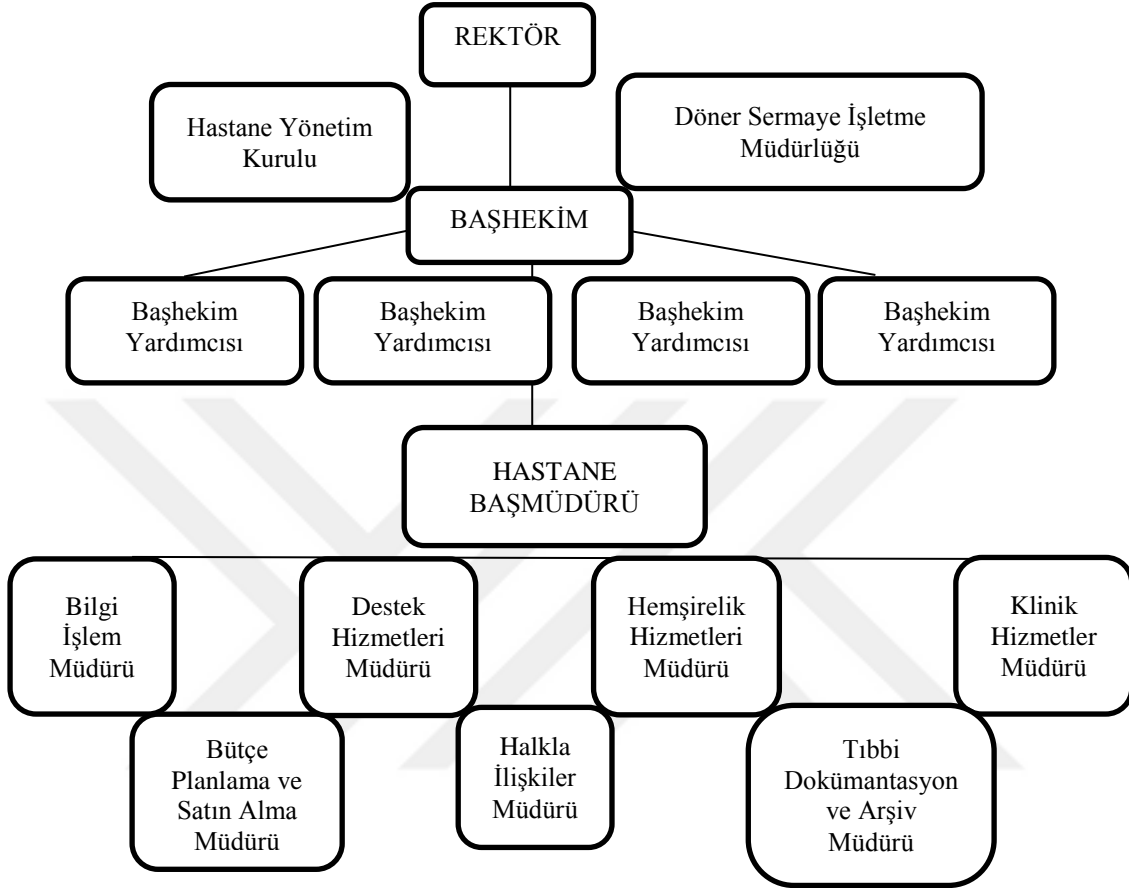 REKTÖR
Hastane Yönetim
Kurulu
Döner Sermaye İşletme
Müdürlüğü
BAŞHEKİM
Başhekim
Yardımcısı
Başhekim
Yardımcısı
Başhekim
Yardımcısı
Başhekim
Yardımcısı
HASTANE
BAŞMÜDÜRÜ
Bilgi
İşlem
Müdürü
Destek
Hizmetleri
Müdürü
Hemşirelik
Hizmetleri
Müdürü
Klinik
Hizmetler
Müdürü
Bütçe
Planlama ve
Satın Alma
Müdürü
Halkla
İlişkiler
Müdürü
Tıbbi
Dokümantasyon
ve Arşiv
Müdürü